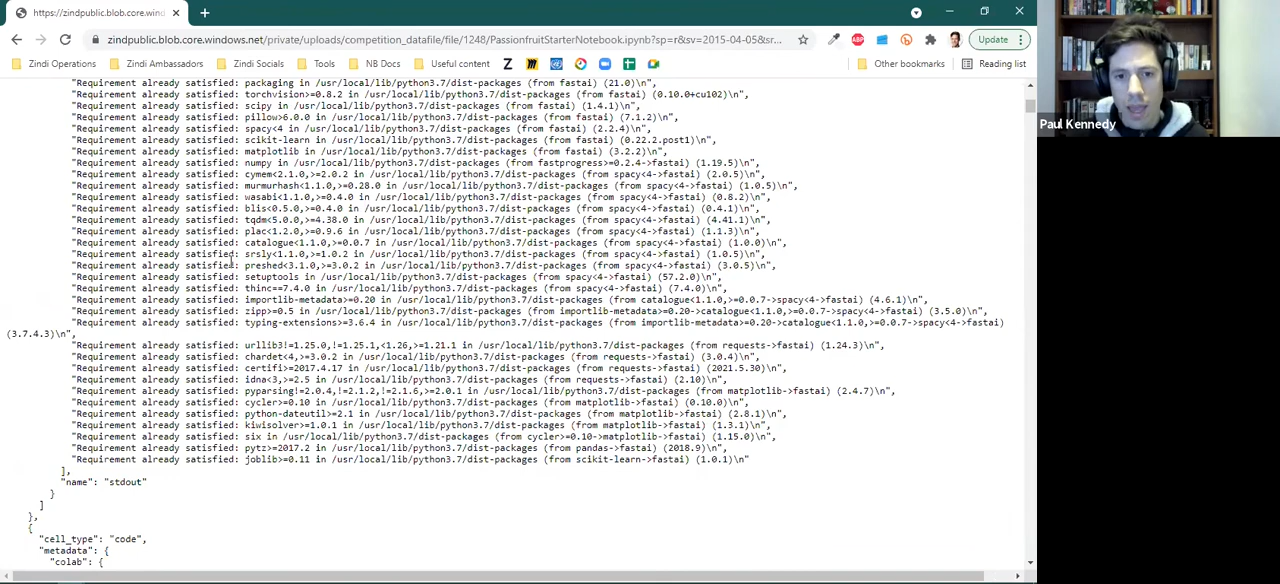 https://zindpublic.blob.core.wind
zindpublic.blob.core.windows.net/private/uploads/competition_datafile/file/1248/PassionfruitStarterNotebook.ipynb?sp=r&sv=2015-04-05&sr...
Update
Zindi Operations
Zindi Ambassadors
Zindi Socials
Tools
NB Docs
Useful content
Other bookmarks
Reading list
"Requirement already satisfied: packaging in /usr/local/lib/python3.7/dist-packages (from fastai) (21.0)\n",
"Requirement already satisfied: torchvision>=0.8.2 in /usr/local/lib/python3.7/dist-packages (from fastai) (0.10.0+cu102)\n",
"Requirement already satisfied: scipy in /usr/local/lib/python3.7/dist-packages (from fastai) (1.4.1)\n",
"Requirement already satisfied: pillow>6.0.0 in /usr/local/lib/python3.7/dist-packages (from fastai) (7.1.2)\n",
"Requirement already satisfied: spacy<4 in /usr/local/lib/python3.7/dist-packages (from fastai) (2.2.4)\n",
"Requirement already satisfied: scikit-learn in /usr/local/lib/python3.7/dist-packages (from fastai) (0.22.2.post1)\n",
"Requirement already satisfied: matplotlib in /usr/local/lib/python3.7/dist-packages (from fastai) (3.2.2)\n",
"Requirement already satisfied: numpy in /usr/local/lib/python3.7/dist-packages (from fastprogress>=0.2.4->fastai) (1.19.5)\n",
"Requirement already satisfied: cymem<2.1.0,>=2.0.2 in /usr/local/lib/python3.7/dist-packages (from spacy<4->fastai) (2.0.5)\n",
"Requirement already satisfied: murmurhash<1.1.0,>=0.28.0 in /usr/local/lib/python3.7/dist-packages (from spacy<4->fastai) (1.0.5)\n",
"Requirement already satisfied: wasabi<1.1.0,>=0.4.0 in /usr/local/lib/python3.7/dist-packages (from spacy<4->fastai) (0.8.2)\n",
"Requirement already satisfied: blis<0.5.0,>=0.4.0 in /usr/local/lib/python3.7/dist-packages (from spacy<4->fastai) (0.4.1)\n",
"Requirement already satisfied: tqdm<5.0.0,>=4.38.0 in /usr/local/lib/python3.7/dist-packages (from spacy<4->fastai) (4.41.1)\n",
"Requirement already satisfied: plac<1.2.0,>=0.9.6 in /usr/local/lib/python3.7/dist-packages (from spacy<4->fastai) (1.1.3)\n",
"Requirement already satisfied: catalogue<1.1.0,>=0.0.7 in /usr/local/lib/python3.7/dist-packages (from spacy<4->fastai) (1.0.0)\n",
"Requirement already satisfied: srsly<1.1.0,>=1.0.2 in /usr/local/lib/python3.7/dist-packages (from spacy<4->fastai) (1.0.5)\n",
"Requirement already satisfied: preshed<3.1.0,>=3.0.2 in /usr/local/lib/python3.7/dist-packages (from spacy<4->fastai) (3.0.5)\n",
"Requirement already satisfied: setuptools in /usr/local/lib/python3.7/dist-packages (from spacy<4->fastai) (57.2.0)\n",
"Requirement already satisfied: thinc==7.4.0 in /usr/local/lib/python3.7/dist-packages (from spacy<4->fastai) (7.4.0)\n",
"Requirement already satisfied: importlib-metadata>=0.20 in /usr/local/lib/python3.7/dist-packages (from catalogue<1.1.0,>=0.0.7->spacy<4->fastai) (4.6.1)\n",
"Requirement already satisfied: zipp>=0.5 in /usr/local/lib/python3.7/dist-packages (from importlib-metadata>=0.20->catalogue<1.1.0,>=0.0.7->spacy<4->fastai) (3.5.0)\n",
"Requirement already satisfied: typing-extensions>=3.6.4 in /usr/local/lib/python3.7/dist-packages (from importlib-metadata>=0.20->catalogue<1.1.0,>=0.0.7->spacy<4->fastai)
(3.7.4.3)\n",
"Requirement already satisfied: urllib3!=1.25.0,!=1.25.1,<1.26,>=1.21.1 in /usr/local/lib/python3.7/dist-packages (from requests->fastai) (1.24.3)\n",
"Requirement already satisfied: chardet<4,>=3.0.2 in /usr/local/lib/python3.7/dist-packages (from requests->fastai) (3.0.4)\n",
"Requirement already satisfied: certifi>=2017.4.17 in /usr/local/lib/python3.7/dist-packages (from requests->fastai) (2021.5.30)\n",
"Requirement already satisfied: idna<3,>=2.5 in /usr/local/lib/python3.7/dist-packages (from requests->fastai) (2.10)\n",
"Requirement already satisfied: pyparsing!=2.0.4,!=2.1.2,!=2.1.6,>=2.0.1 in /usr/local/lib/python3.7/dist-packages (from matplotlib->fastai) (2.4.7)\n",
"Requirement already satisfied: cycler>=0.10 in /usr/local/lib/python3.7/dist-packages (from matplotlib->fastai) (0.10.0)\n",
"Requirement already satisfied: python-dateutil>=2.1 in /usr/local/lib/python3.7/dist-packages (from matplotlib->fastai) (2.8.1)\n",
"Requirement already satisfied: kiwisolver>=1.0.1 in /usr/local/lib/python3.7/dist-packages (from matplotlib->fastai) (1.3.1)\n",
"Requirement already satisfied: six in /usr/local/lib/python3.7/dist-packages (from cycler>=0.10->matplotlib->fastai) (1.15.0)\n",
"Requirement already satisfied: pytz>=2017.2 in /usr/local/lib/python3.7/dist-packages (from pandas->fastai) (2018.9)\n",
"Requirement already satisfied: joblib>=0.11 in /usr/local/lib/python3.7/dist-packages (from scikit-learn->fastai) (1.0.1)\n"
],
"name": "stdout"
}
]
},
{
"cell_type": "code",
"metadata": {
"colab": {
Paul Kennedy